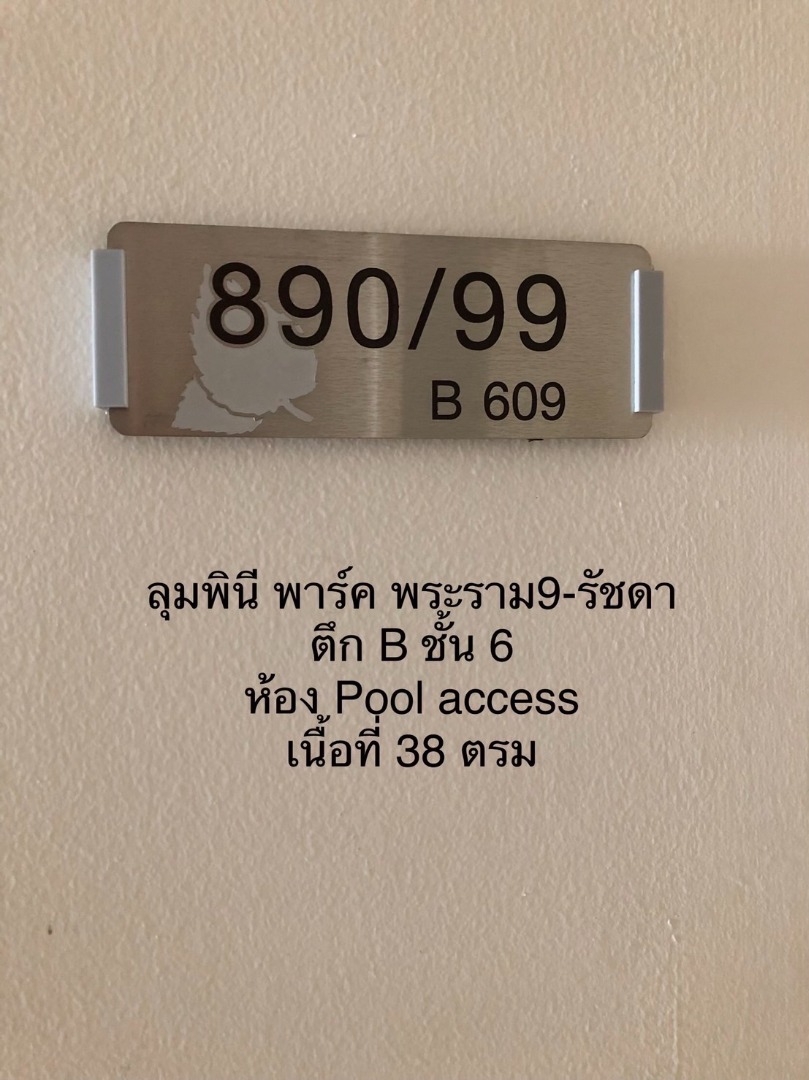 890/99
B 609
ลุมพินี พาร์ค พระราม9-รัชดา
ตึก B ชั้น 6
ห้อง Pool access
เนื้อที่ 38 ตรม